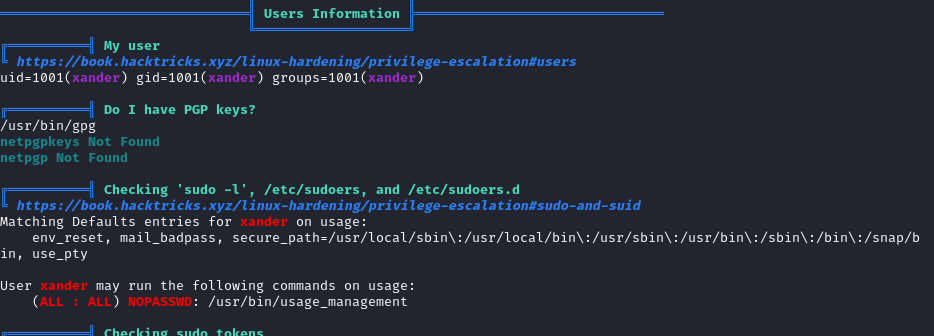 Users Information
My user
https://book.hacktricks.xyz/linux-hardening/privilege-escalation#users
uid=1001(xander) gid=1001(xander) groups=1001(xander)
Do I have PGP keys?
/usr/bin/gpg
netpgpkeys Not Found
netpgp Not Found
Checking 'sudo -l', /etc/sudoers, and /etc/sudoers.d
https://book.hacktricks.xyz/linux-hardening/privilege-escalation#sudo-and-suid
Matching Defaults entries for xander on usage:
env_reset, mail_badpass, secure_path=/usr/local/sbin\:/usr/local/bin\:/usr/sbin\:/usr/bin\:/sbin\:/bin\:/snap/b
in, use_pty
User xander may run the following commands on usage:
(ALL : ALL) NOPASSWD: /usr/bin/usage_management
Checking sudo tokens